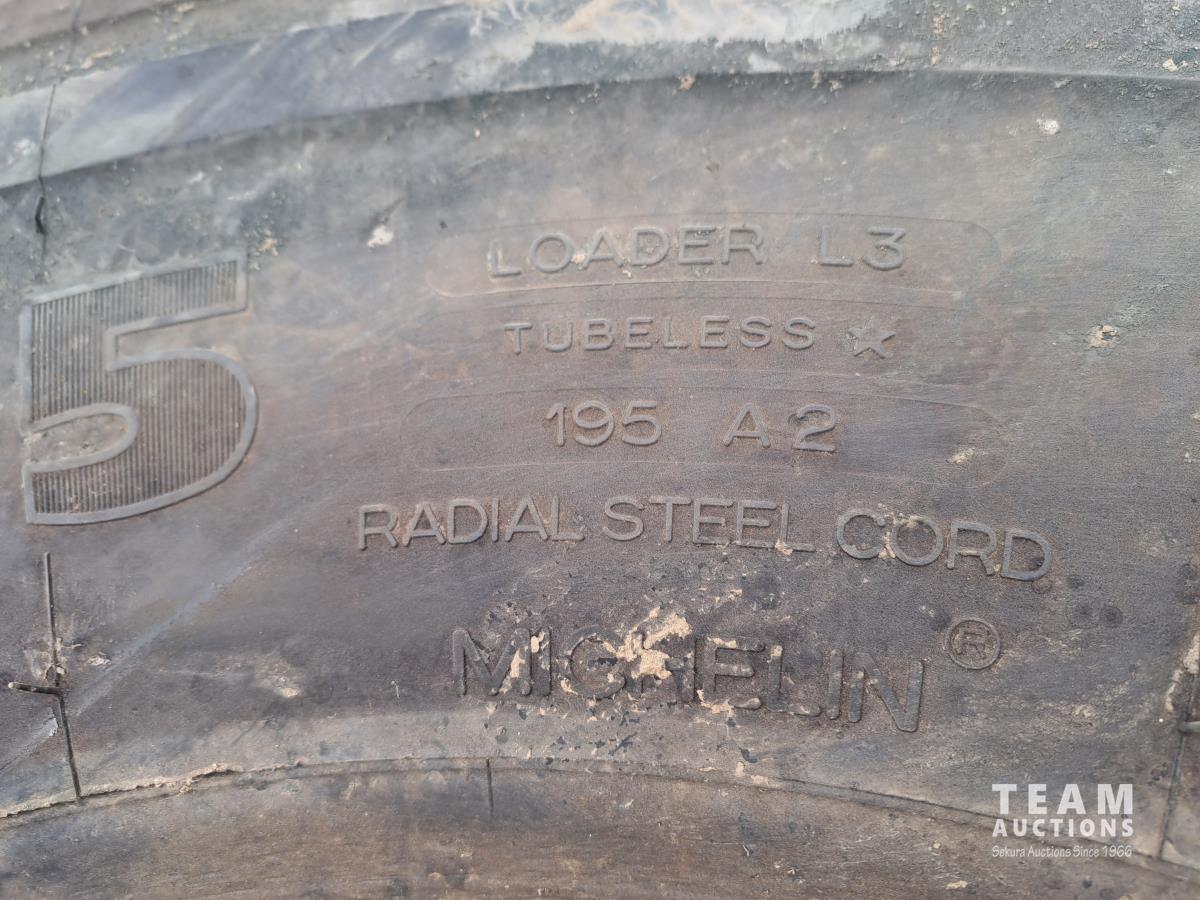 5
LOADER L3
TUBELESS ☆
195 A2
RADIAL STEEL CORD
MICHELIN ®
TEAM
AUCTIONS
Sekura Auctions Since 1966